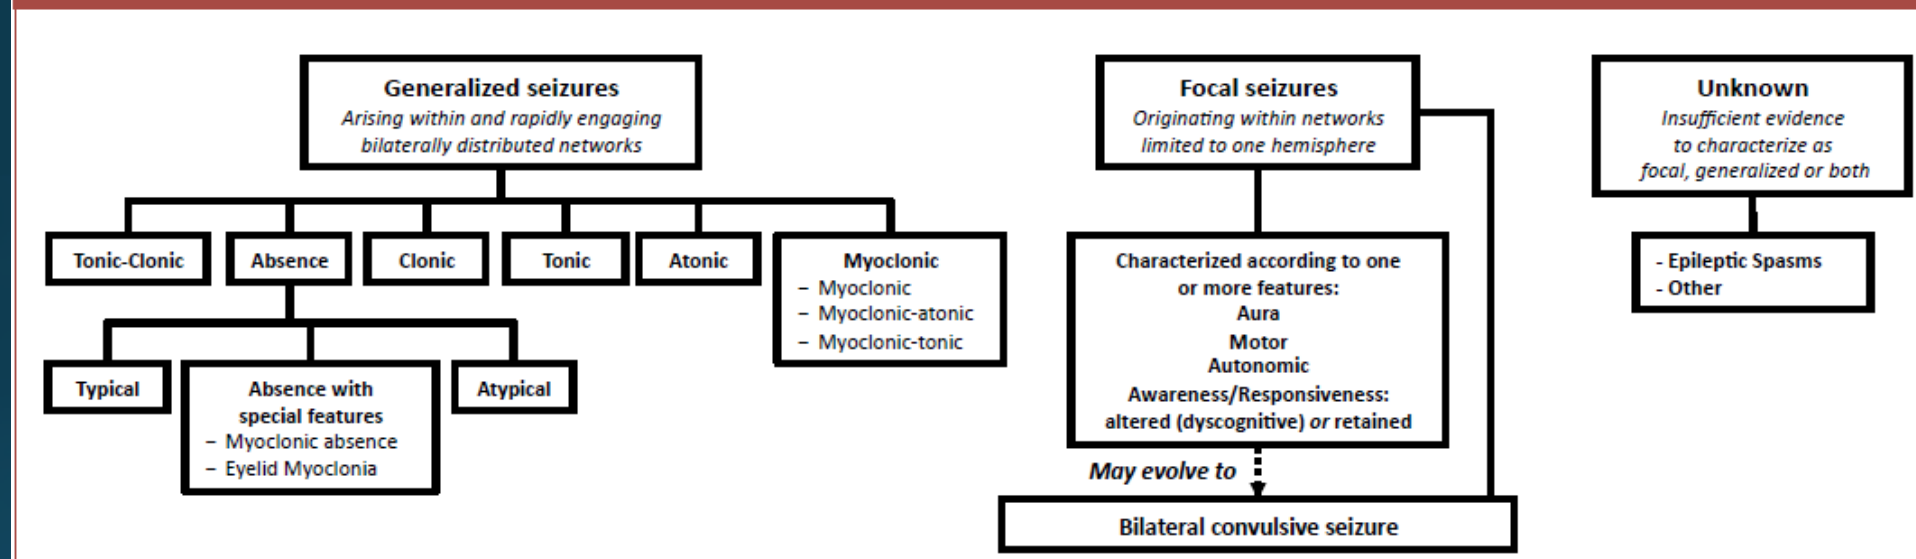 Generalized seizures
Arising within and rapidly engaging
bilaterally distributed networks
Tonic-Clonic
Absence
Clonic
Tonic
Atonic
Myoclonic
– Myoclonic
– Myoclonic-atonic
– Myoclonic-tonic
Typical
Absence with
special features
– Myoclonic absence
– Eyelid Myoclonia
Atypical
Focal seizures
Originating within networks
limited to one hemisphere
Characterized according to one
or more features:
Aura
Motor
Autonomic
Awareness/Responsiveness:
altered (dyscognitive) or retained
May evolve to
Bilateral convulsive seizure
Unknown
Insufficient evidence
to characterize as
focal, generalized or both
- Epileptic Spasms
- Other